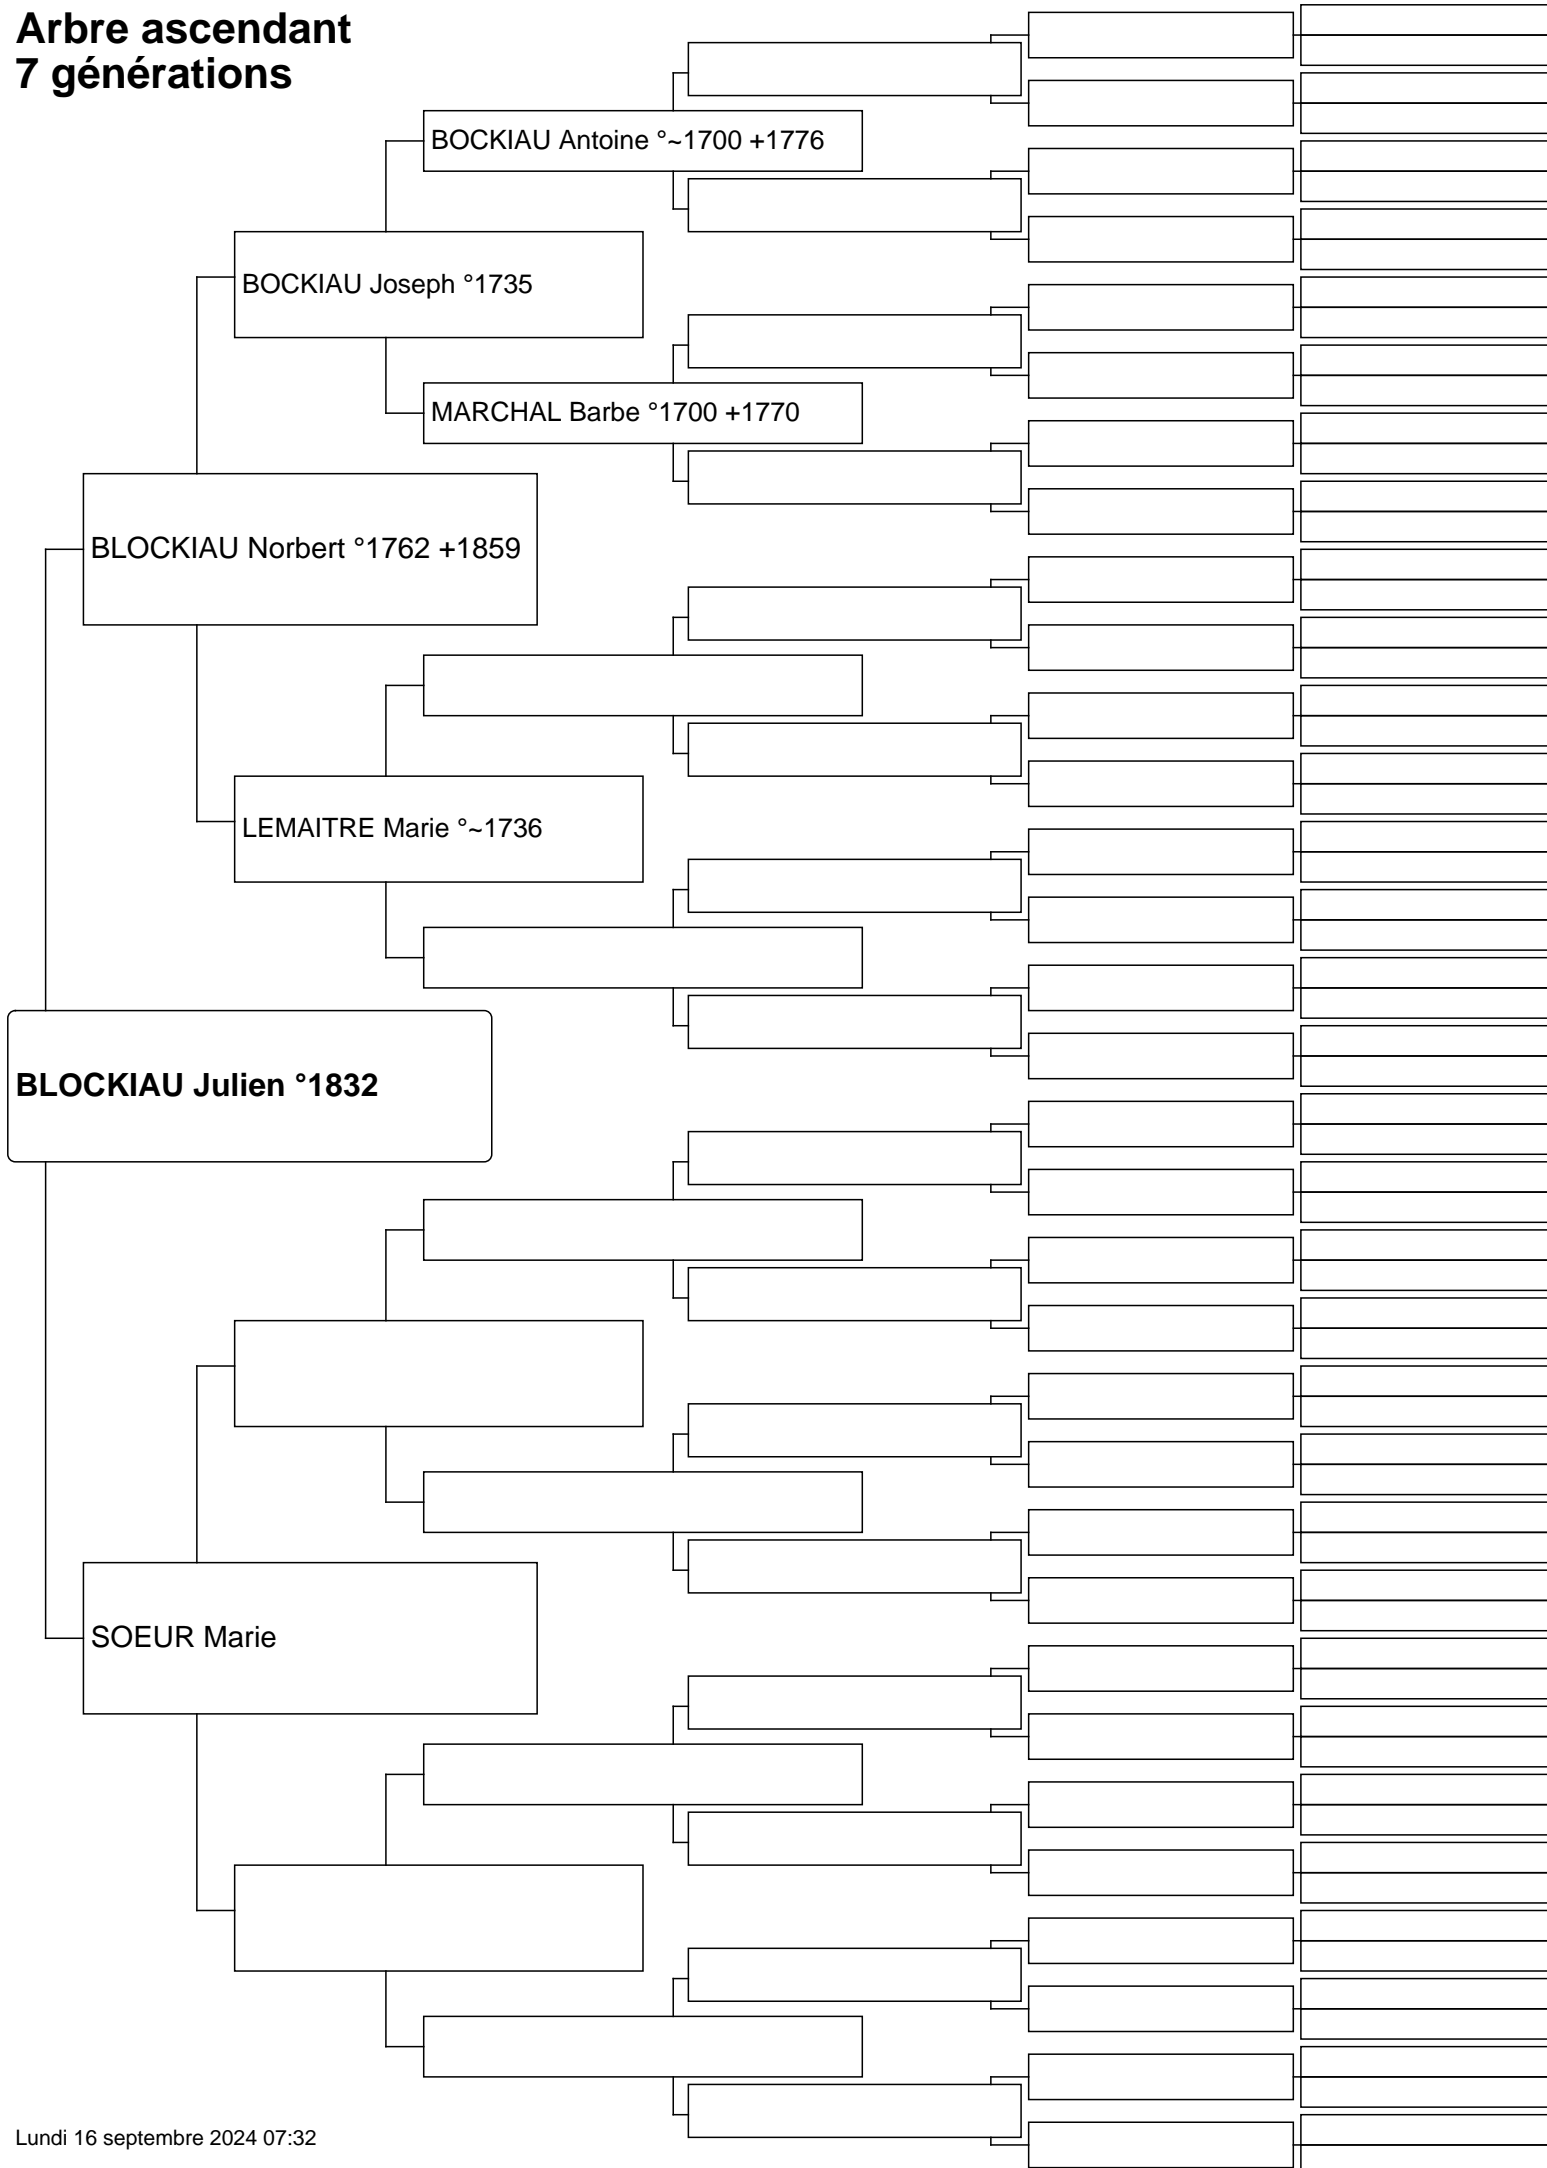 Arbre ascendant
7 générations
BOCKIAU Antoine °~1700 +1776
BOCKIAU Joseph °1735
MARCHAL Barbe °1700 +1770
BLOCKIAU Norbert °1762 +1859
LEMAITRE Marie °~1736
BLOCKIAU Julien °1832
SOEUR Marie
Lundi 16 septembre 2024 07:32